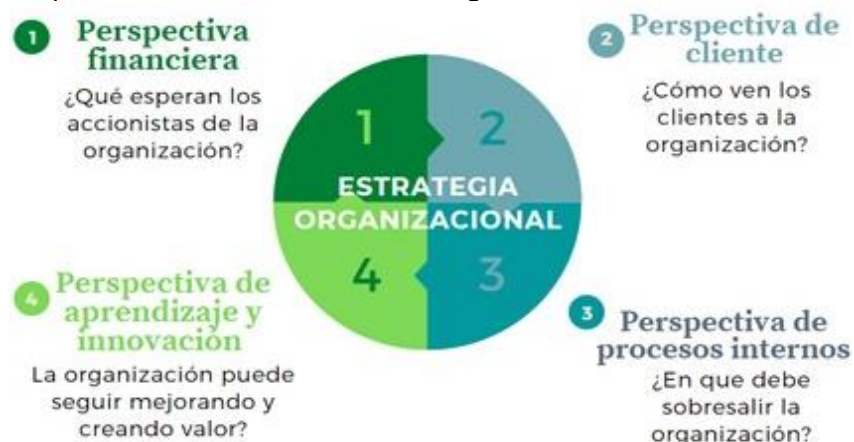 1
Perspectiva
financiera
¿Qué esperan los
accionistas de la
organización?
2
Perspectiva de
cliente
¿Cómo ven los
clientes a la
organización?
1
2
ESTRATEGIA
ORGANIZACIONAL
4
3
4
Perspectiva de
aprendizaje y
innovación
La organización puede
seguir mejorando y
creando valor?
3
Perspectiva de
procesos internos
¿En que debe
sobresalir la
organización?